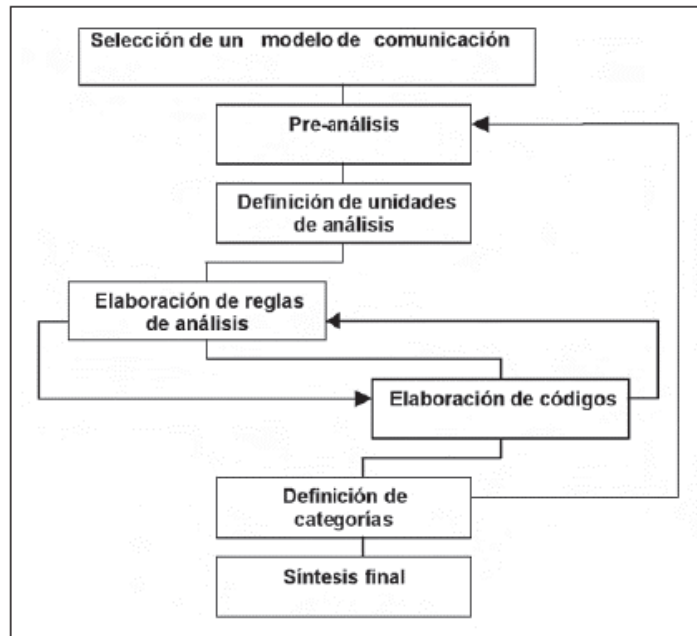 Selección de un modelo de comunicación
Pre-análisis
Definición de unidades
de análisis
Elaboración de reglas
de análisis
Elaboración de códigos
Definición de
categorías
Síntesis final